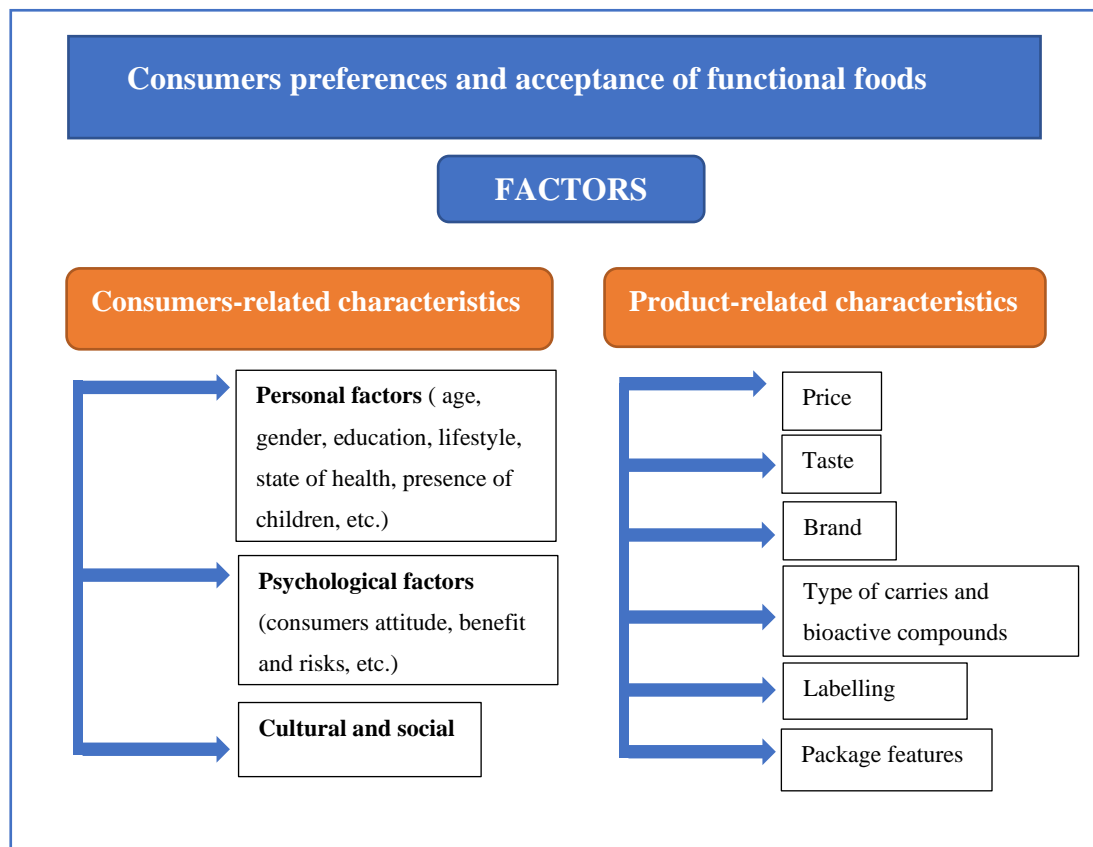 Consumers preferences and acceptance of functional foods
FACTORS
Consumers-related characteristics
Personal factors ( age,
gender, education, lifestyle,
state of health, presence of
children, etc.)
Psychological factors
(consumers attitude, benefit
and risks, etc.)
Cultural and social
Product-related characteristics
Price
Taste
Brand
Type of carries and
bioactive compounds
Labelling
Package features